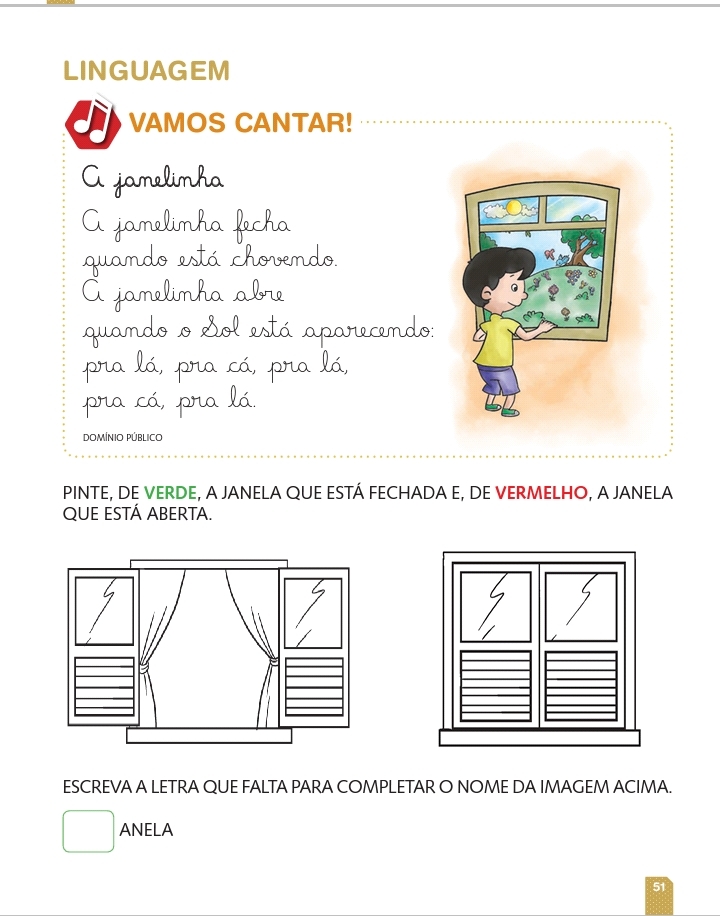 LINGUAGEM
VAMOS CANTAR!
A janelinha
A janelinha fecha
quando está chovendo.
A janelinha abre
quando o Sol está aparecendo:
pra lá, pra cá, pra lá,
pra cá, pra lá.
DOMÍNIO PÚBLICO
PINTE, DE VERDE, A JANELA QUE ESTÁ FECHADA E, DE VERMELHO, A JANELA
QUE ESTÁ ABERTA.
ESCREVA A LETRA QUE FALTA PARA COMPLETAR O NOME DA IMAGEM ACIMA.
ANELA
51